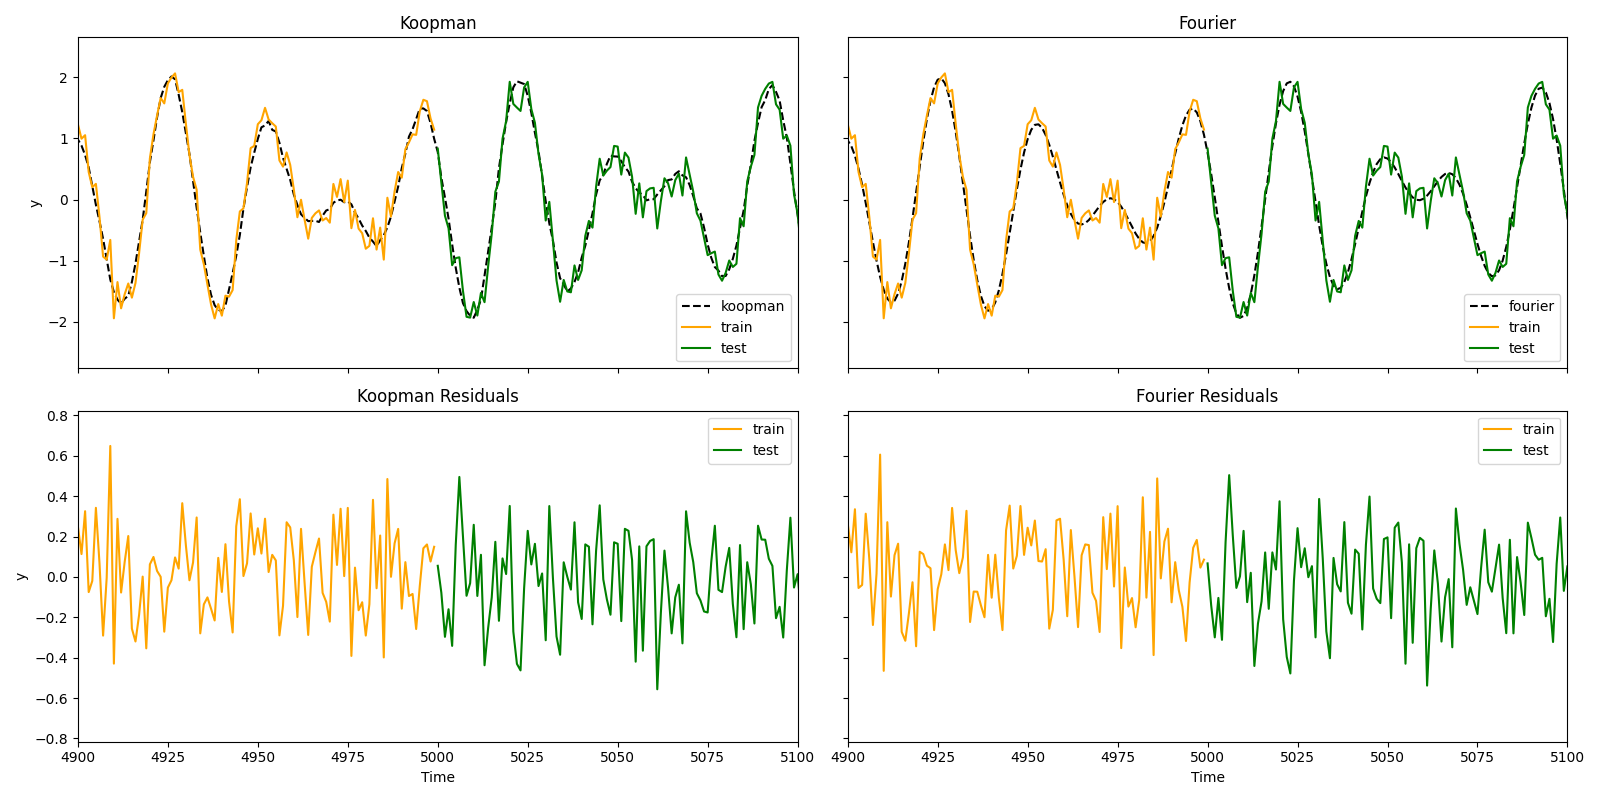 Koopman
y
2
1
0
−1
−2
koopman
train
test
Fourier
fourier
train
test
Koopman Residuals
y
0.8
0.6
0.4
0.2
0.0
−0.2
−0.4
−0.6
−0.8
train
test
4900
4925
4950
4975
5000
5025
5050
5075
5100
Time
Fourier Residuals
train
test
4900
4925
4950
4975
5000
5025
5050
5075
5100
Time